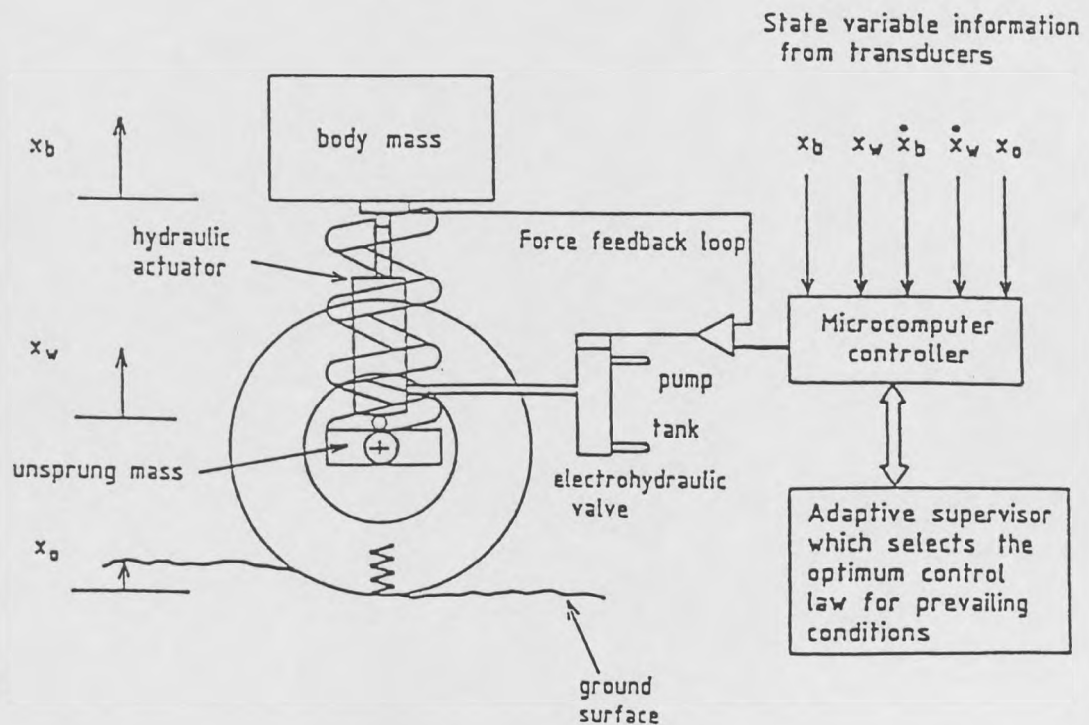 State variable information
from transducers
x_b
body mass
x_b x_w ẋ_b ẋ_w x_o
hydraulic
actuator
Force feedback loop
Microcomputer
controller
x_w
pump
tank
unsprung mass
electrohydraulic
valve
Adaptive supervisor
which selects the
optimum control
law for prevailing
conditions
x_o
ground
surface